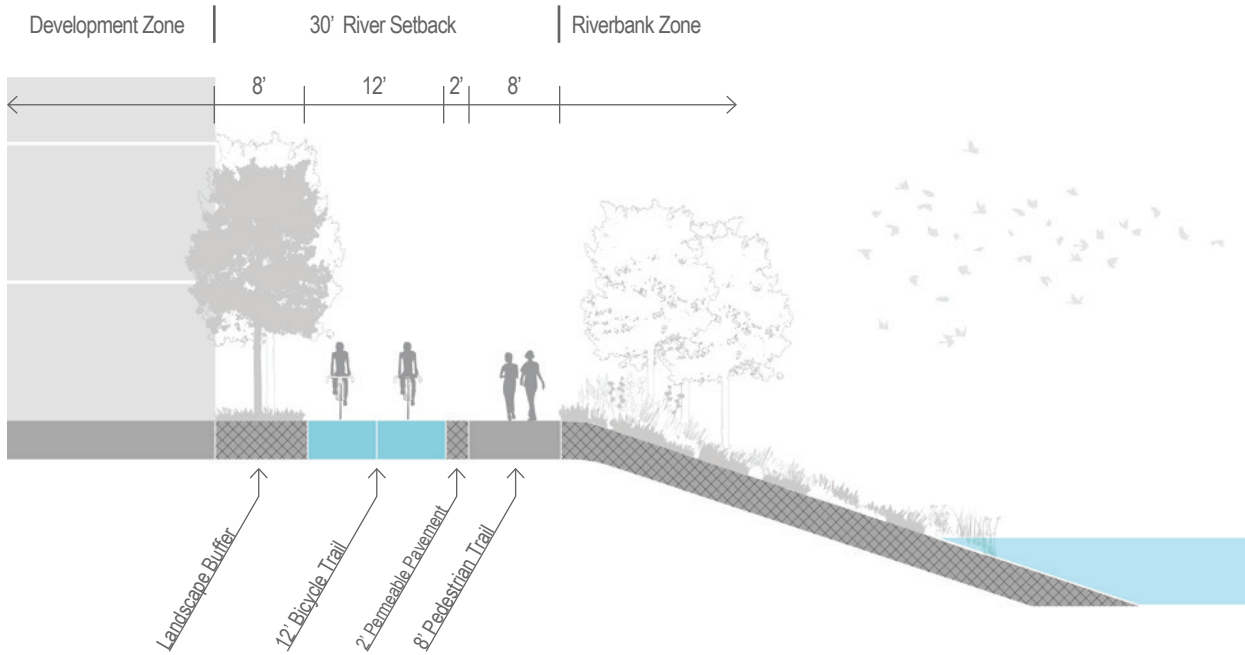 Development Zone
30’ River Setback
Riverbank Zone
8’
12’
2’
8’
Landscape Buffer
12’ Bicycle Trail
2’ Permeable Pavement
8’ Pedestrian Trail